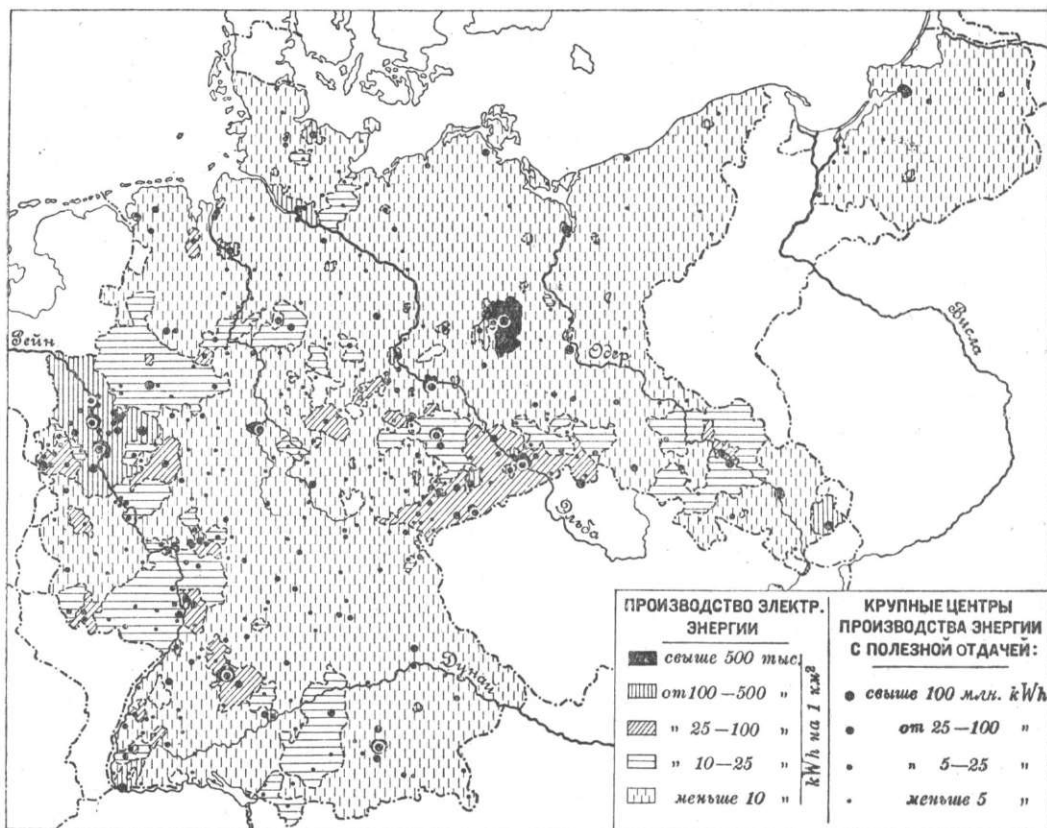 Рейн
Висла
Одер
Эльба
Дунай
ПРОИЗВОДСТВО ЭЛЕКТР.
ЭНЕРГИИ
свыше 500 тыс.
от 100–500 "
" 25–100 "
" 10–25 "
меньше 10 "
kWh на 1 км²
КРУПНЫЕ ЦЕНТРЫ
ПРОИЗВОДСТВА ЭНЕРГИИ
С ПОЛЕЗНОЙ ОТДАЧЕЙ:
свыше 100 млн. kWh
от 25–100 "
" 5–25 "
меньше 5 "